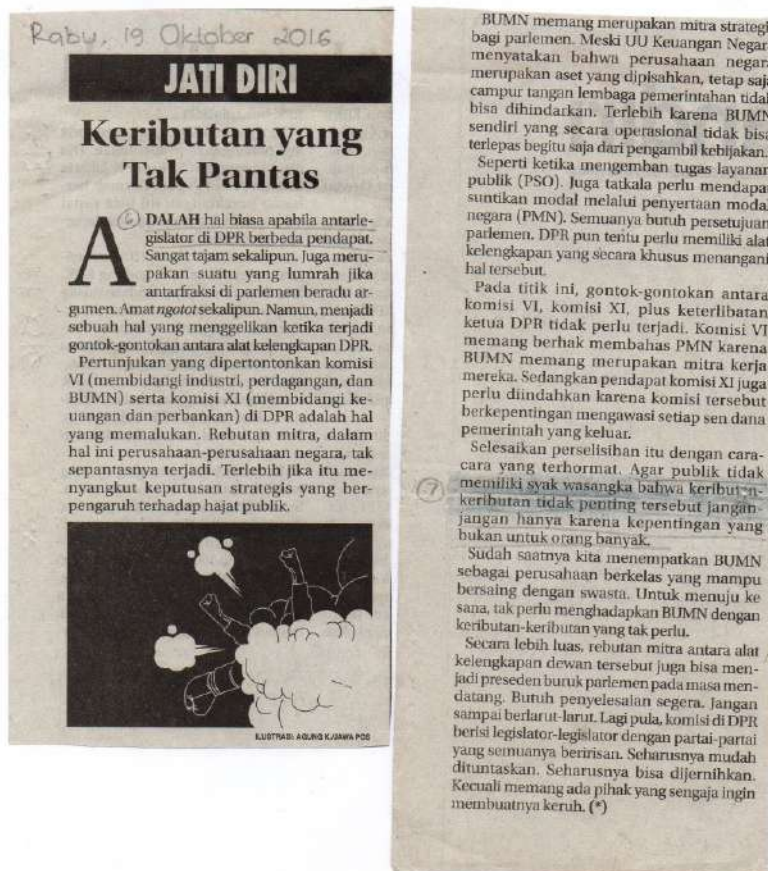 Rabu, 19 Oktober 2016
JATI DIRI
Keributan yang
Tak Pantas
6
ADALAH hal biasa apabila antarle-
gislator di DPR berbeda pendapat.
Sangat tajam sekalipun. Juga meru-
pakan suatu yang lumrah jika
antarfraksi di parlemen beradu ar-
gumen. Amat ngotot sekalipun. Namun, menjadi
sebuah hal yang menggelikan ketika terjadi
gontok-gontokan antara alat kelengkapan DPR.
Pertunjukan yang dipertontonkan komisi
VI (membidangi industri, perdagangan, dan
BUMN) serta komisi XI (membidangi ke-
uangan dan perbankan) di DPR adalah hal
yang memalukan. Rebutan mitra, dalam
hal ini perusahaan-perusahaan negara, tak
sepantasnya terjadi. Terlebih jika itu me-
nyangkut keputusan strategis yang ber-
pengaruh terhadap hajat publik.
ILUSTRASI: AGUNG K/JAWA POS
BUMN memang merupakan mitra strategi
bagi parlemen. Meski UU Keuangan Negar
menyatakan bahwa perusahaan negar
merupakan aset yang dipisahkan, tetap saj
campur tangan lembaga pemerintahan tidal
bisa dihindarkan. Terlebih karena BUMN
sendiri yang secara operasional tidak bisa
terlepas begitu saja dari pengambil kebijakan.
Seperti ketika mengemban tugas layanan
publik (PSO). Juga tatkala perlu mendapa
suntikan modal melalui penyertaan modal
negara (PMN). Semuanya butuh persetujuan
parlemen. DPR pun tentu perlu memiliki alat
kelengkapan yang secara khusus menangani
hal tersebut.
Pada titik ini, gontok-gontokan antara
komisi VI, komisi XI, plus keterlibatan
ketua DPR tidak perlu terjadi. Komisi VI
memang berhak membahas PMN karena
BUMN memang merupakan mitra kerja
mereka. Sedangkan pendapat komisi XI juga
perlu diindahkan karena komisi tersebut
berkepentingan mengawasi setiap sen dana
pemerintah yang keluar.
Selesaikan perselisihan itu dengan cara-
cara yang terhormat. Agar publik tidak
7
memiliki syak wasangka bahwa keributan-
keributan tidak penting tersebut jangan-
jangan hanya karena kepentingan yang
bukan untuk orang banyak.
Sudah saatnya kita menempatkan BUMN
sebagai perusahaan berkelas yang mampu
bersaing dengan swasta. Untuk menuju ke
sana, tak perlu menghadapkan BUMN dengan
keributan-keributan yang tak perlu.
Secara lebih luas, rebutan mitra antara alat
kelengkapan dewan tersebut juga bisa men-
jadi preseden buruk parlemen pada masa men-
datang. Butuh penyelesaian segera. Jangan
sampai berlarut-larut. Lagi pula, komisi di DPR
berisi legislator-legislator dengan partai-partai
yang semuanya beririsan. Seharusnya mudah
dituntaskan. Seharusnya bisa dijernihkan.
Kecuali memang ada pihak yang sengaja ingin
membuatnya keruh. (*)